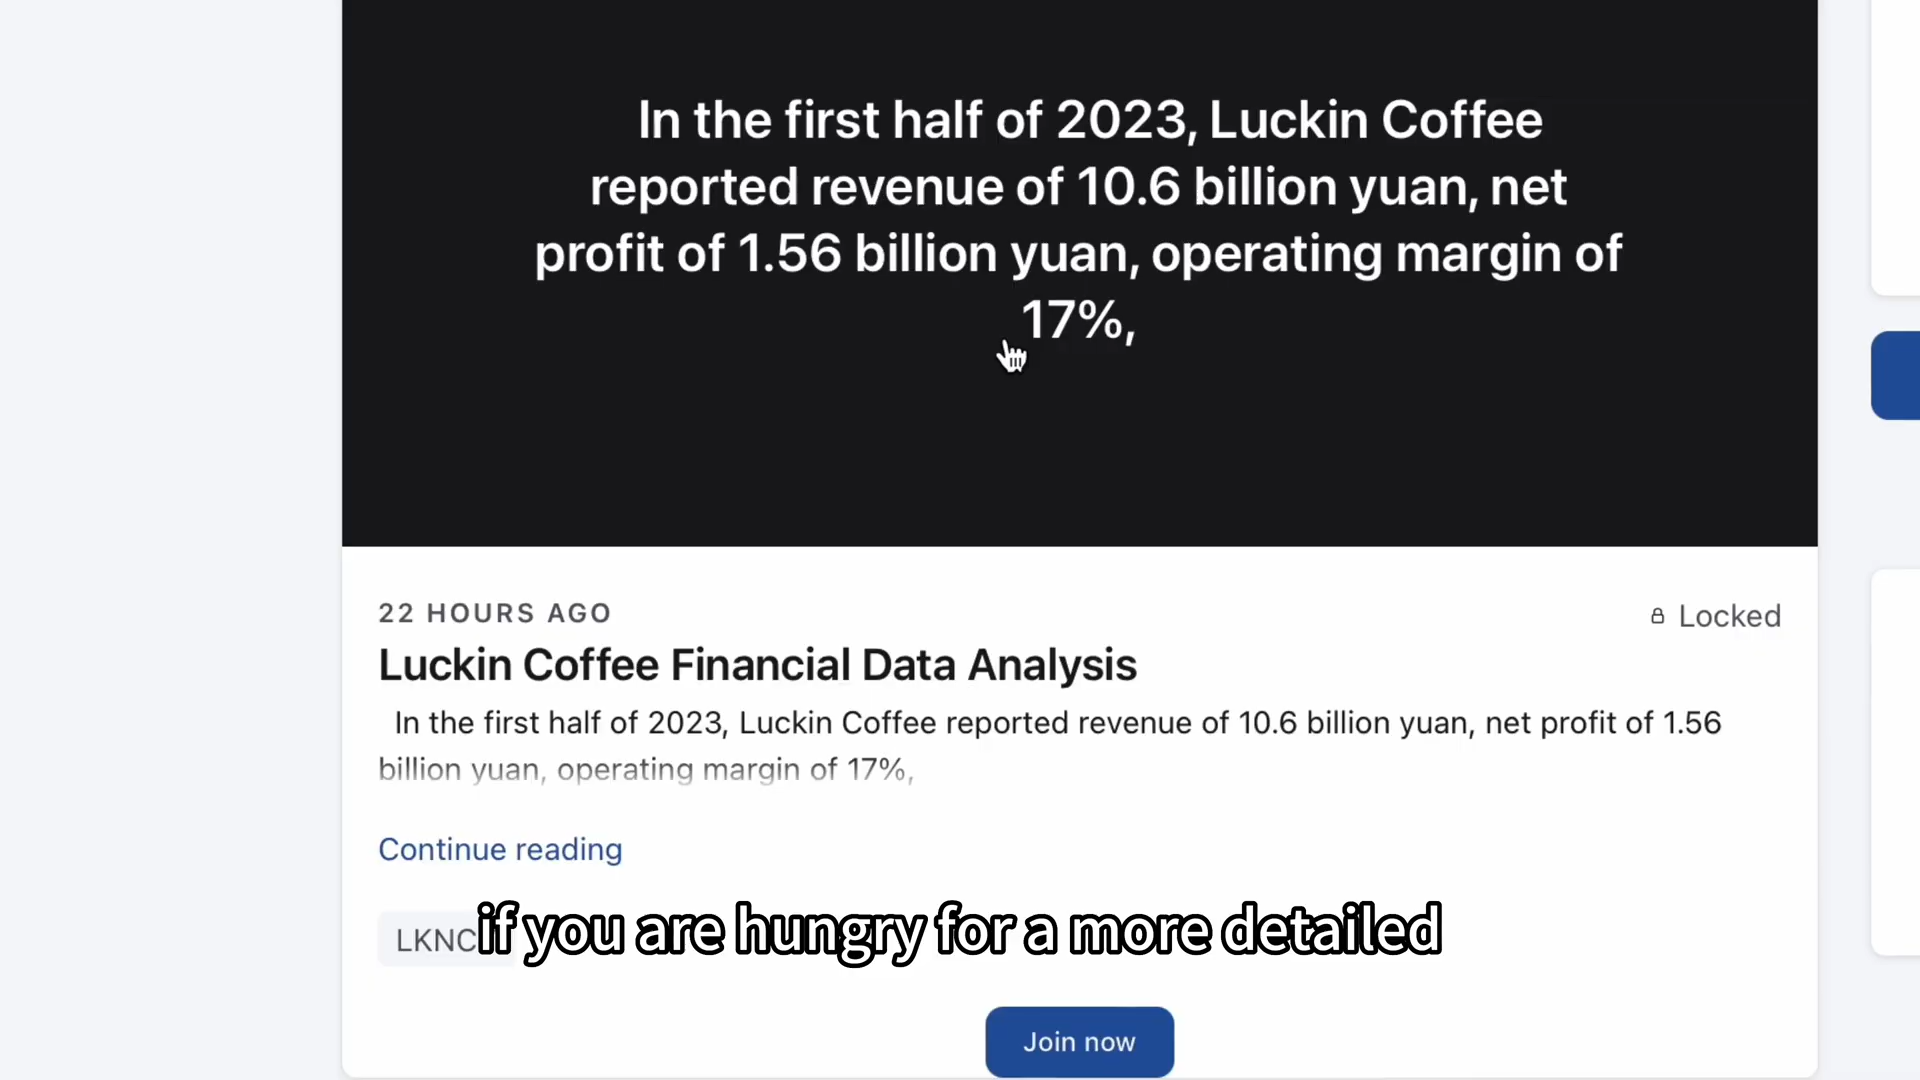 In the first half of 2023, Luckin Coffee
reported revenue of 10.6 billion yuan, net
profit of 1.56 billion yuan, operating margin of
17%,
22 HOURS AGO
Locked
Luckin Coffee Financial Data Analysis
In the first half of 2023, Luckin Coffee reported revenue of 10.6 billion yuan, net profit of 1.56
billion yuan, operating margin of 17%,
Continue reading
LKNC
if you are hungry for a more detailed
Join now